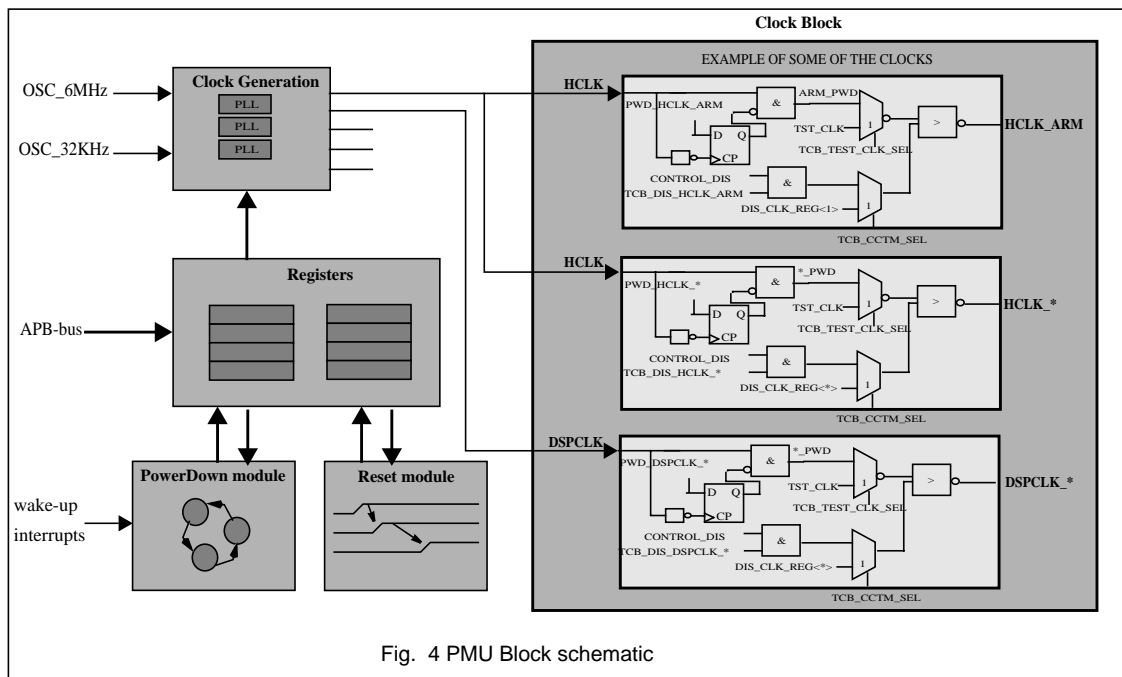 Clock Block
EXAMPLE OF SOME OF THE CLOCKS
OSC_6MHz
OSC_32KHz
Clock Generation
PLL
PLL
PLL
HCLK
PWD_HCLK_ARM
&
ARM_PWD
D
Q
CP
TST_CLK
1
TCB_TEST_CLK_SEL
>
HCLK_ARM
CONTROL_DIS
TCB_DIS_HCLK_ARM
&
DIS_CLK_REG<1>
1
TCB_CCTM_SEL
APB-bus
Registers
HCLK
PWD_HCLK_*
&
*_PWD
D
Q
CP
TST_CLK
1
TCB_TEST_CLK_SEL
>
HCLK_*
CONTROL_DIS
TCB_DIS_HCLK_*
&
DIS_CLK_REG<*>
1
TCB_CCTM_SEL
wake-up
interrupts
PowerDown module
Reset module
DSPCLK
PWD_DSPCLK_*
&
*_PWD
D
Q
CP
TST_CLK
1
TCB_TEST_CLK_SEL
>
DSPCLK_*
CONTROL_DIS
TCB_DIS_DSPCLK_*
&
DIS_CLK_REG<*>
1
TCB_CCTM_SEL
Fig. 4 PMU Block schematic